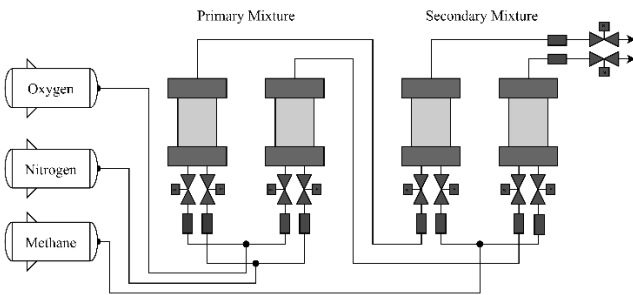 Primary Mixture
Secondary Mixture
Oxygen
Nitrogen
Methane